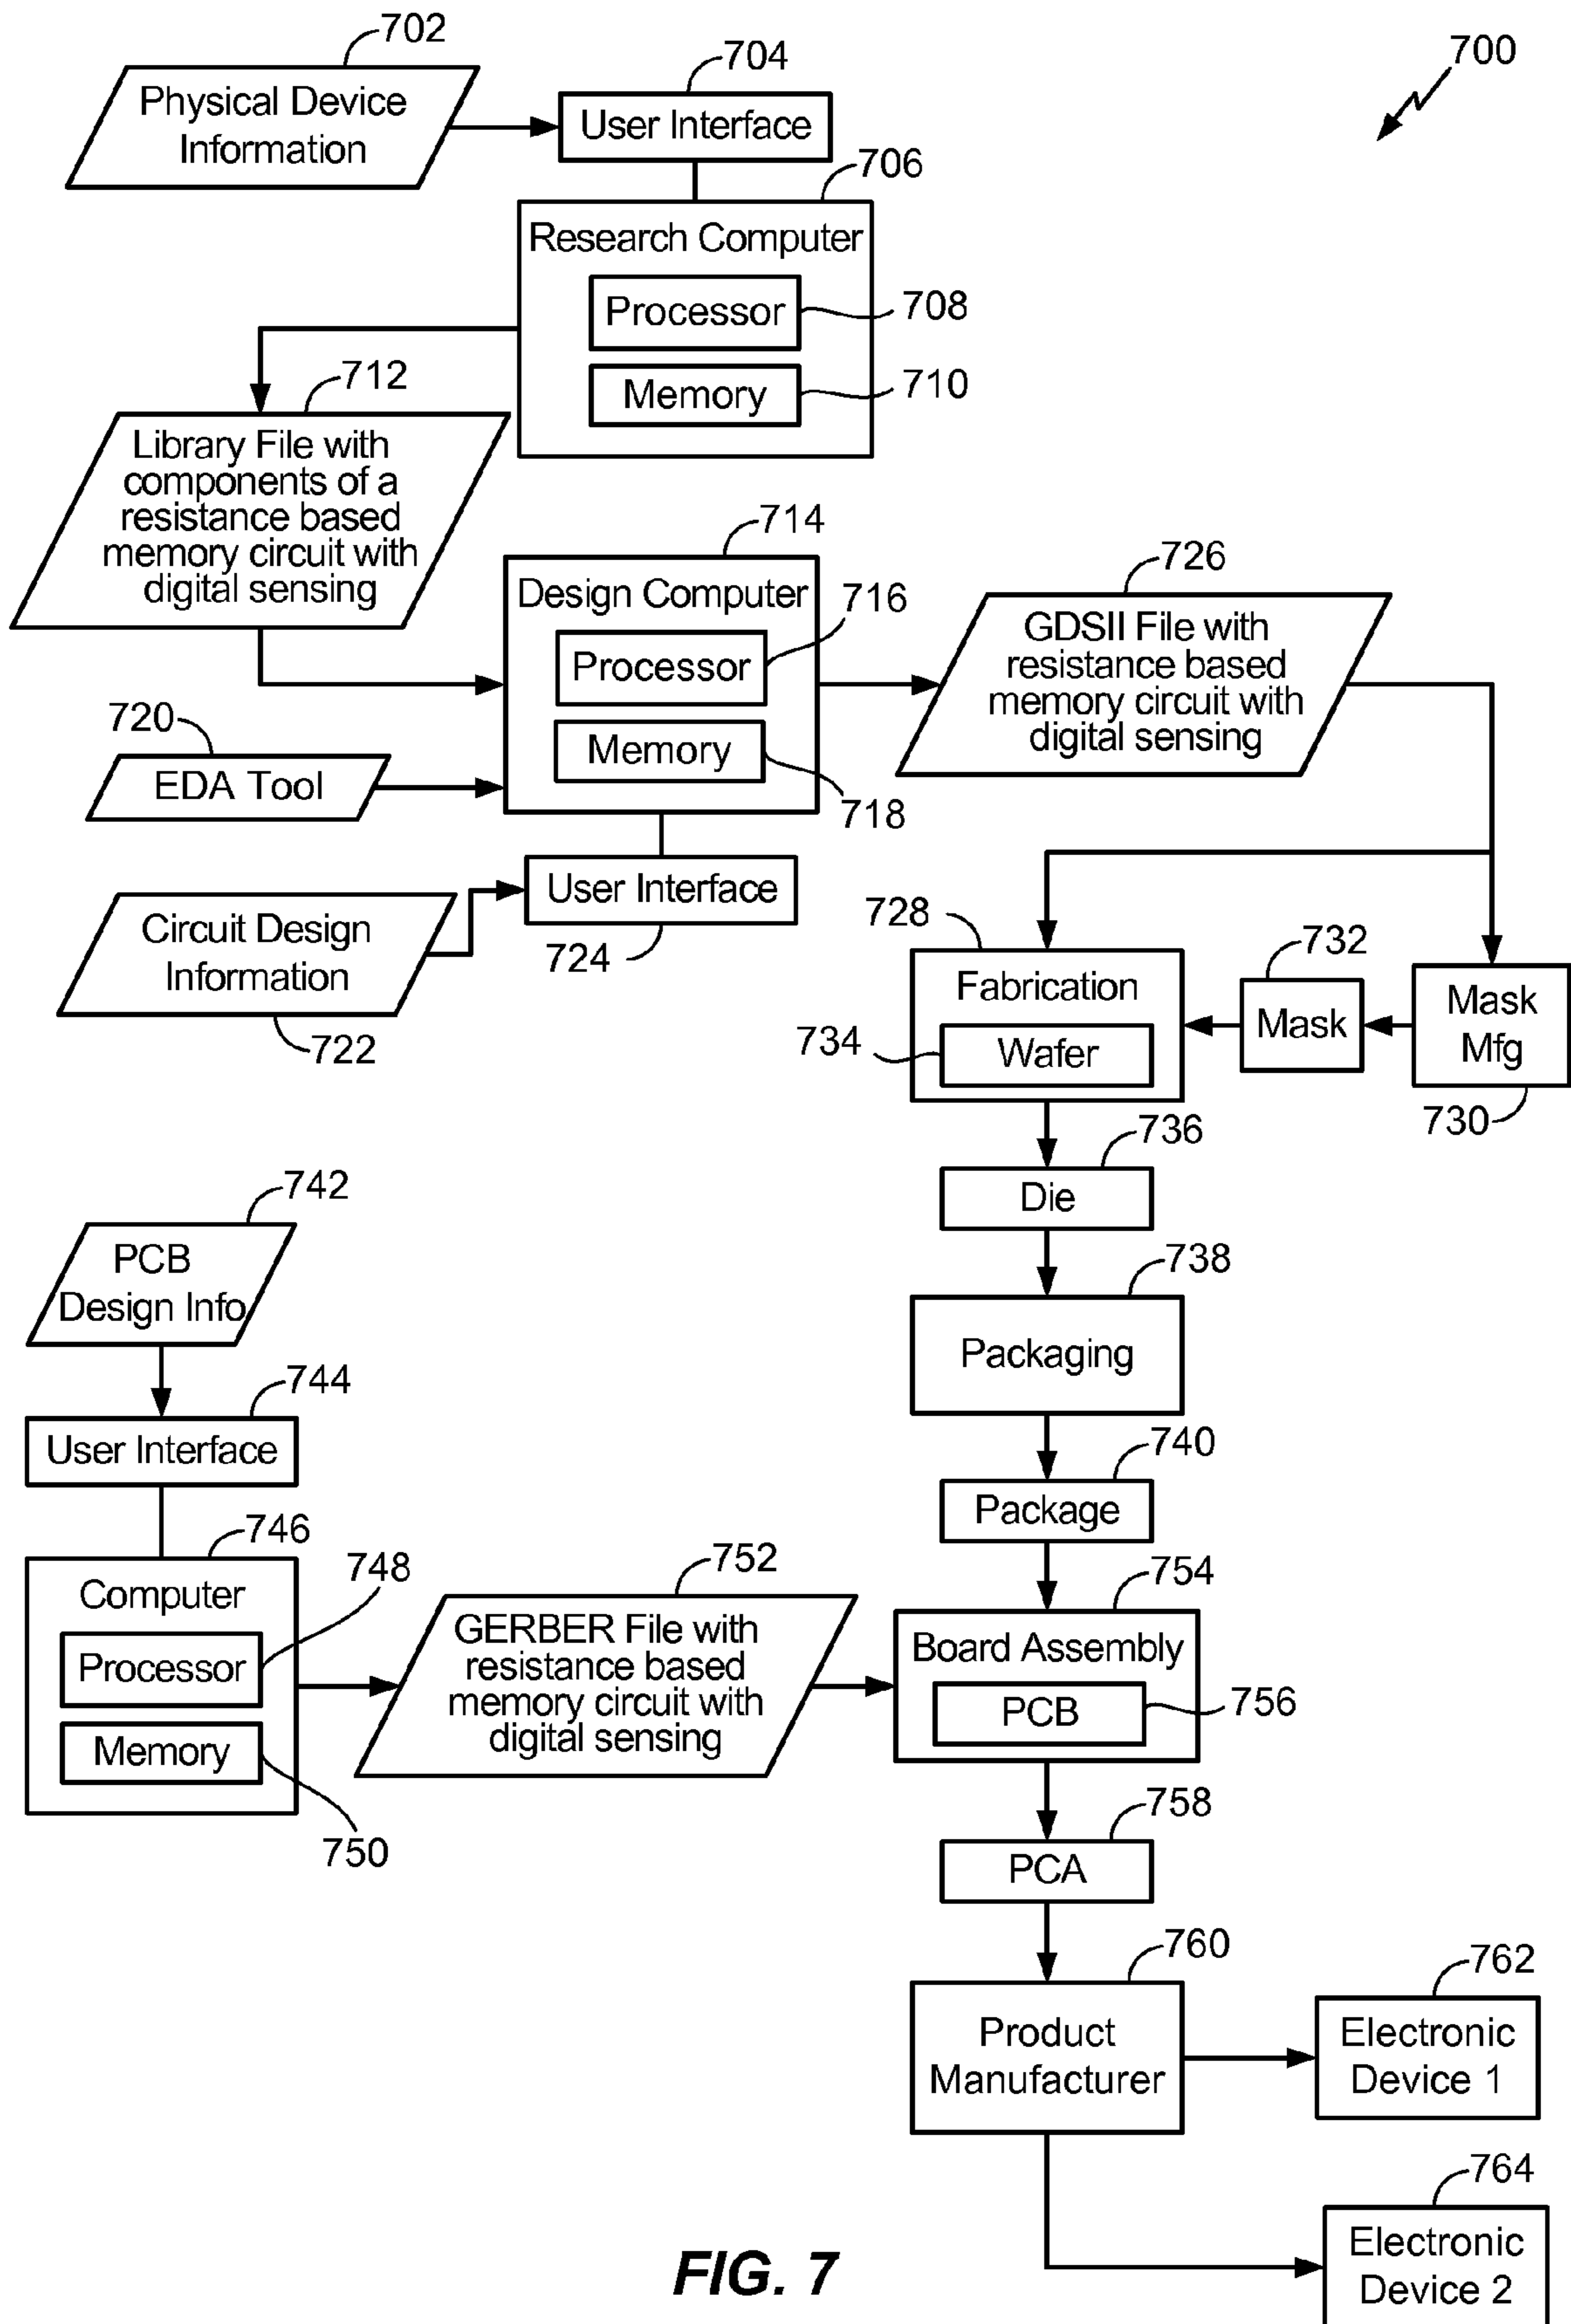 702
Physical Device
Information
704
User Interface
700
706
Research Computer
Processor
708
Memory
710
712
Library File with
components of a
resistance based
memory circuit with
digital sensing
714
Design Computer
716
Processor
Memory
718
720
EDA Tool
726
GDSII File with
resistance based
memory circuit with
digital sensing
User Interface
724
Circuit Design
Information
722
728
Fabrication
734
Wafer
732
Mask
Mask
Mfg
730
736
Die
738
Packaging
740
Package
742
PCB
Design Info
744
User Interface
746
Computer
748
Processor
Memory
750
752
GERBER File with
resistance based
memory circuit with
digital sensing
754
Board Assembly
PCB
756
758
PCA
760
Product
Manufacturer
762
Electronic
Device 1
764
Electronic
Device 2
FIG. 7